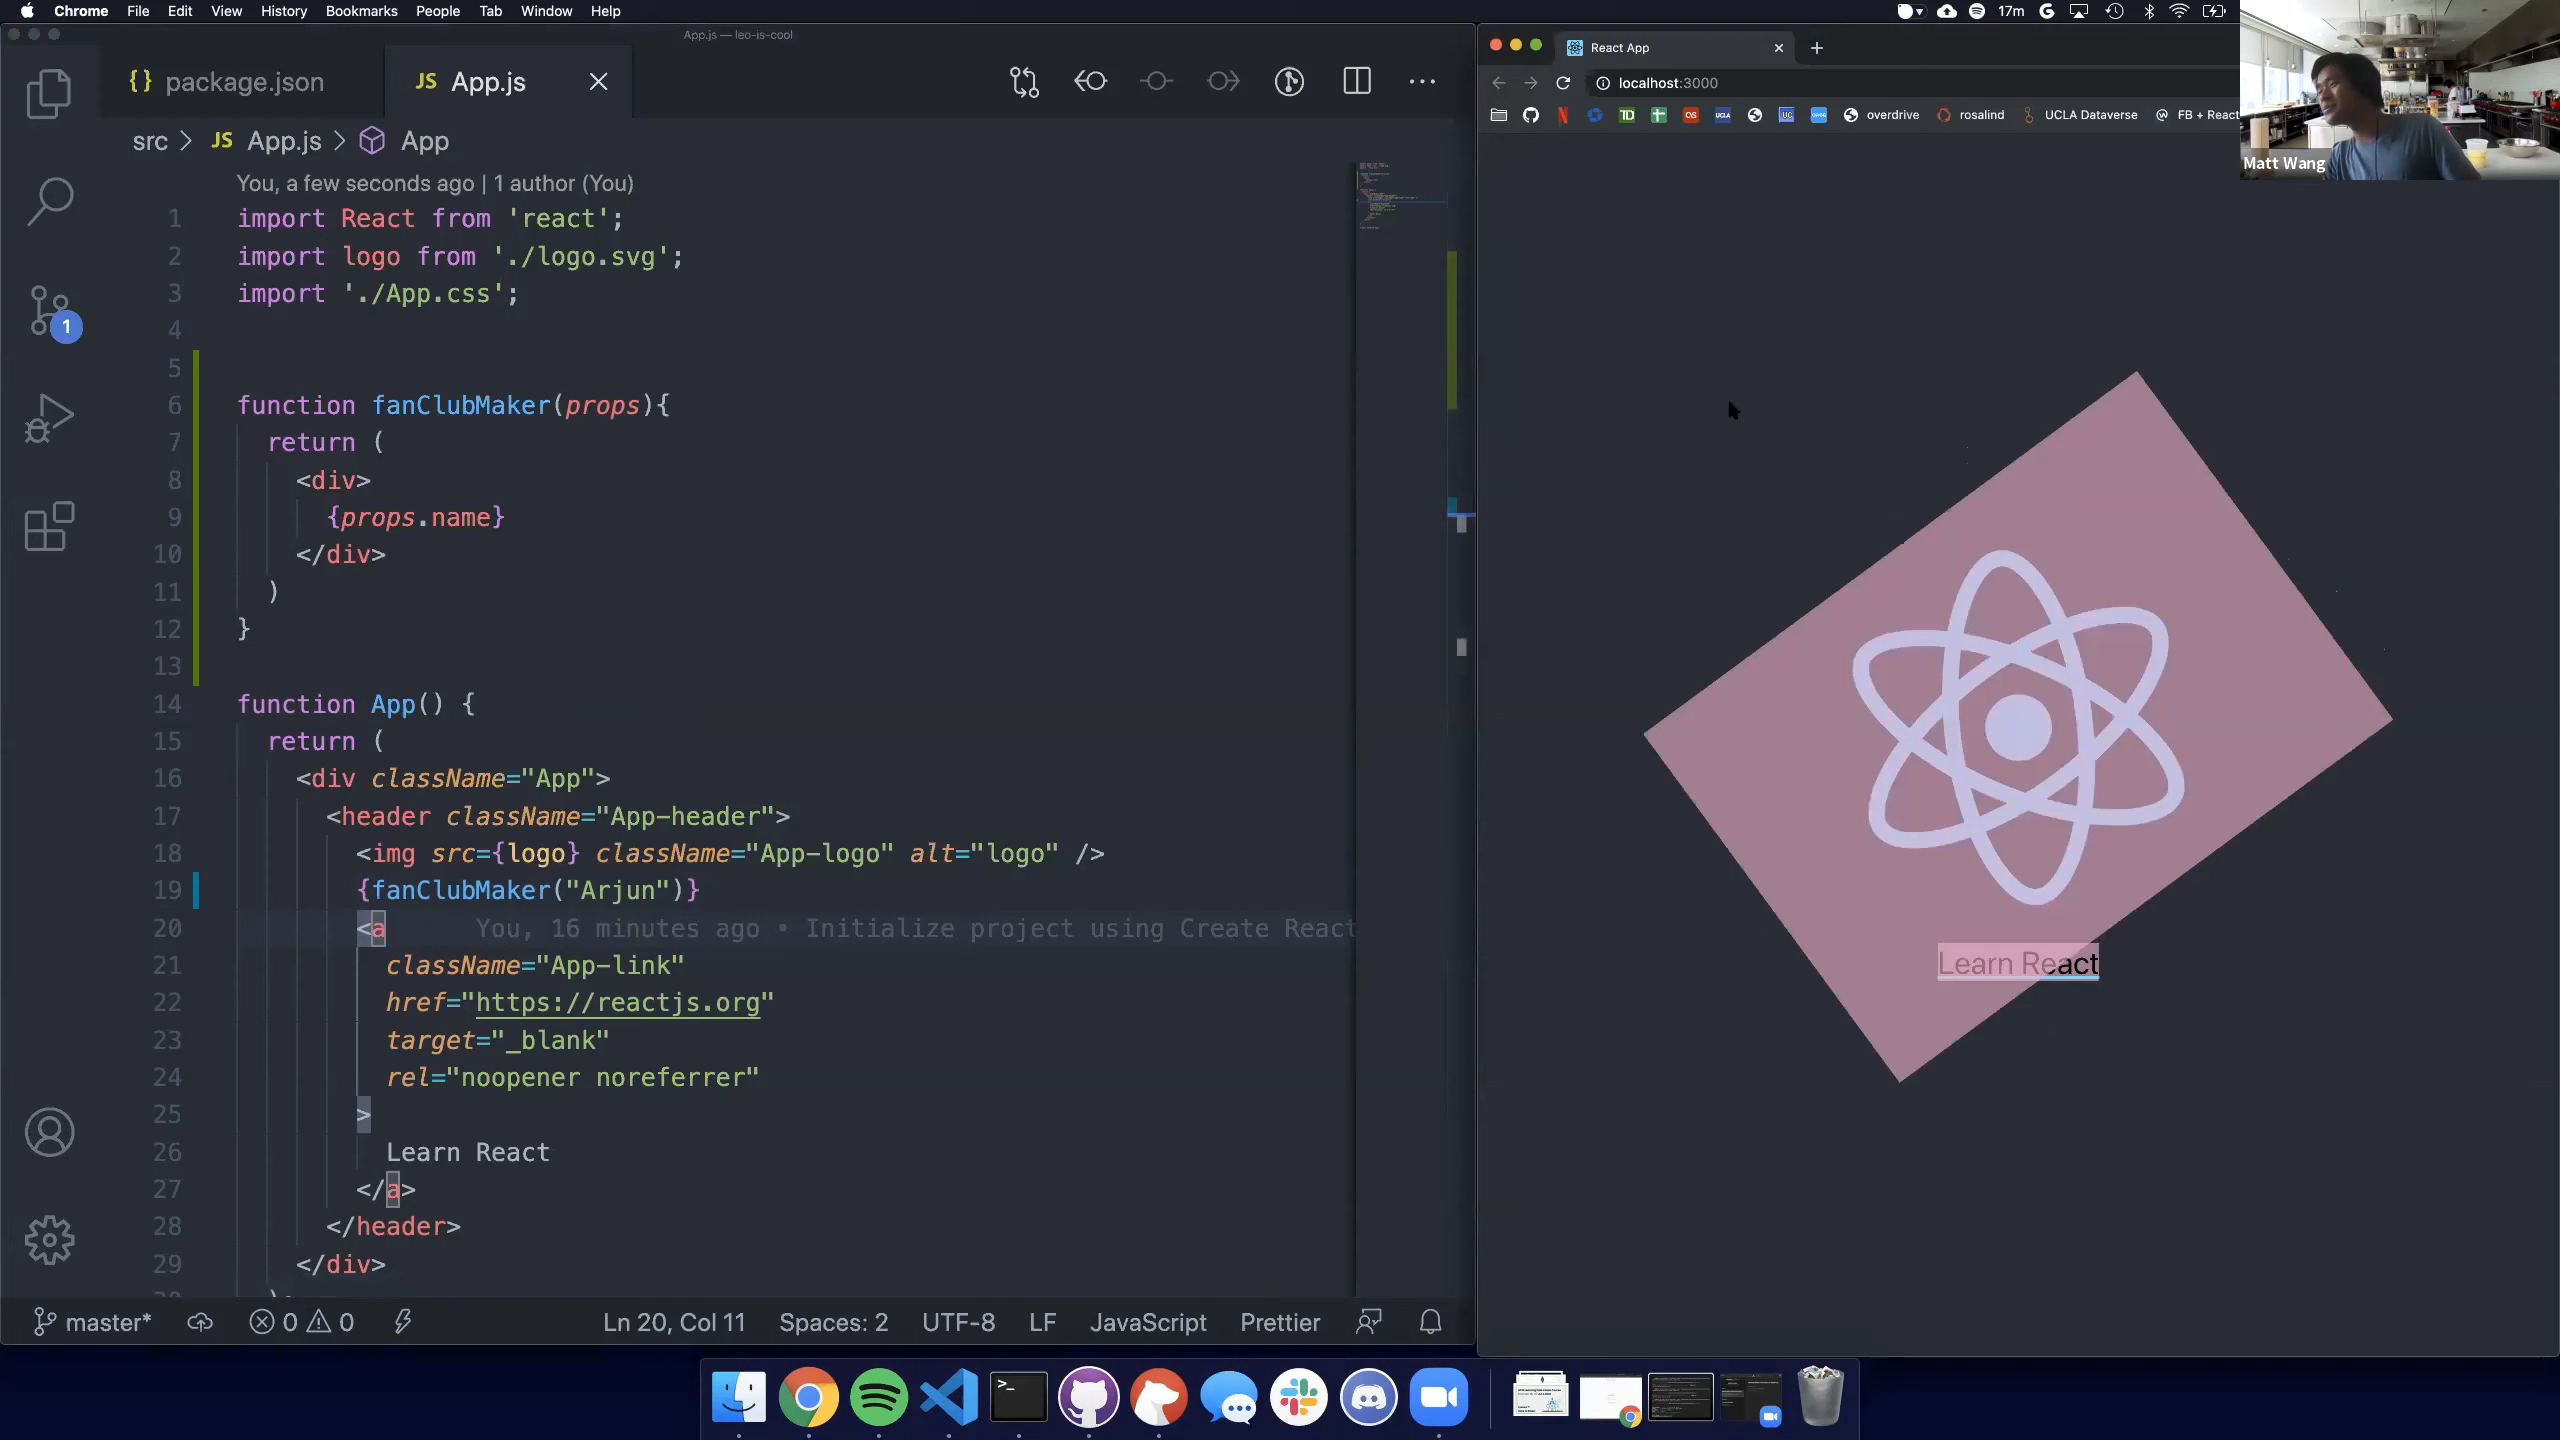 Chrome File Edit View History Bookmarks People Tab Window Help
17m
App.js — leo-is-cool
package.json
JS App.js
src > JS App.js > App
You, a few seconds ago | 1 author (You)
1 import React from 'react';
2 import logo from './logo.svg';
3 import './App.css';
4
5
6 function fanClubMaker(props){
7 return (
8 <div>
9 {props.name}
10 </div>
11 )
12 }
13
14 function App() {
15 return (
16 <div className="App">
17 <header className="App-header">
18 <img src={logo} className="App-logo" alt="logo" />
19 {fanClubMaker("Arjun")}
20 <a You, 16 minutes ago • Initialize project using Create React
21 className="App-link"
22 href="https://reactjs.org"
23 target="_blank"
24 rel="noopener noreferrer"
25 >
26 Learn React
27 </a>
28 </header>
29 </div>
1
master* 0 0 Ln 20, Col 11 Spaces: 2 UTF-8 LF JavaScript Prettier
React App
localhost:3000
TD UCLA UC overdrive rosalind UCLA Dataverse FB + React
Matt Wang
Learn React